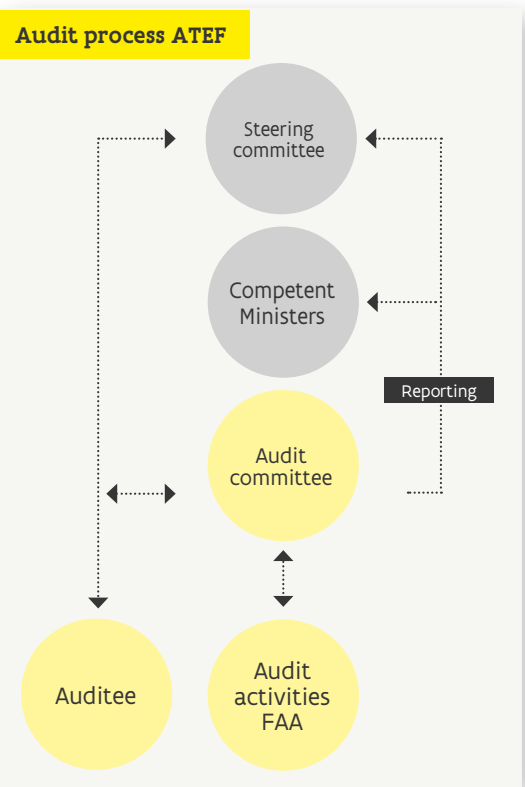 Audit process ATEF
Steering
committee
Competent
Ministers
Reporting
Audit
committee
Auditee
Audit
activities
FAA